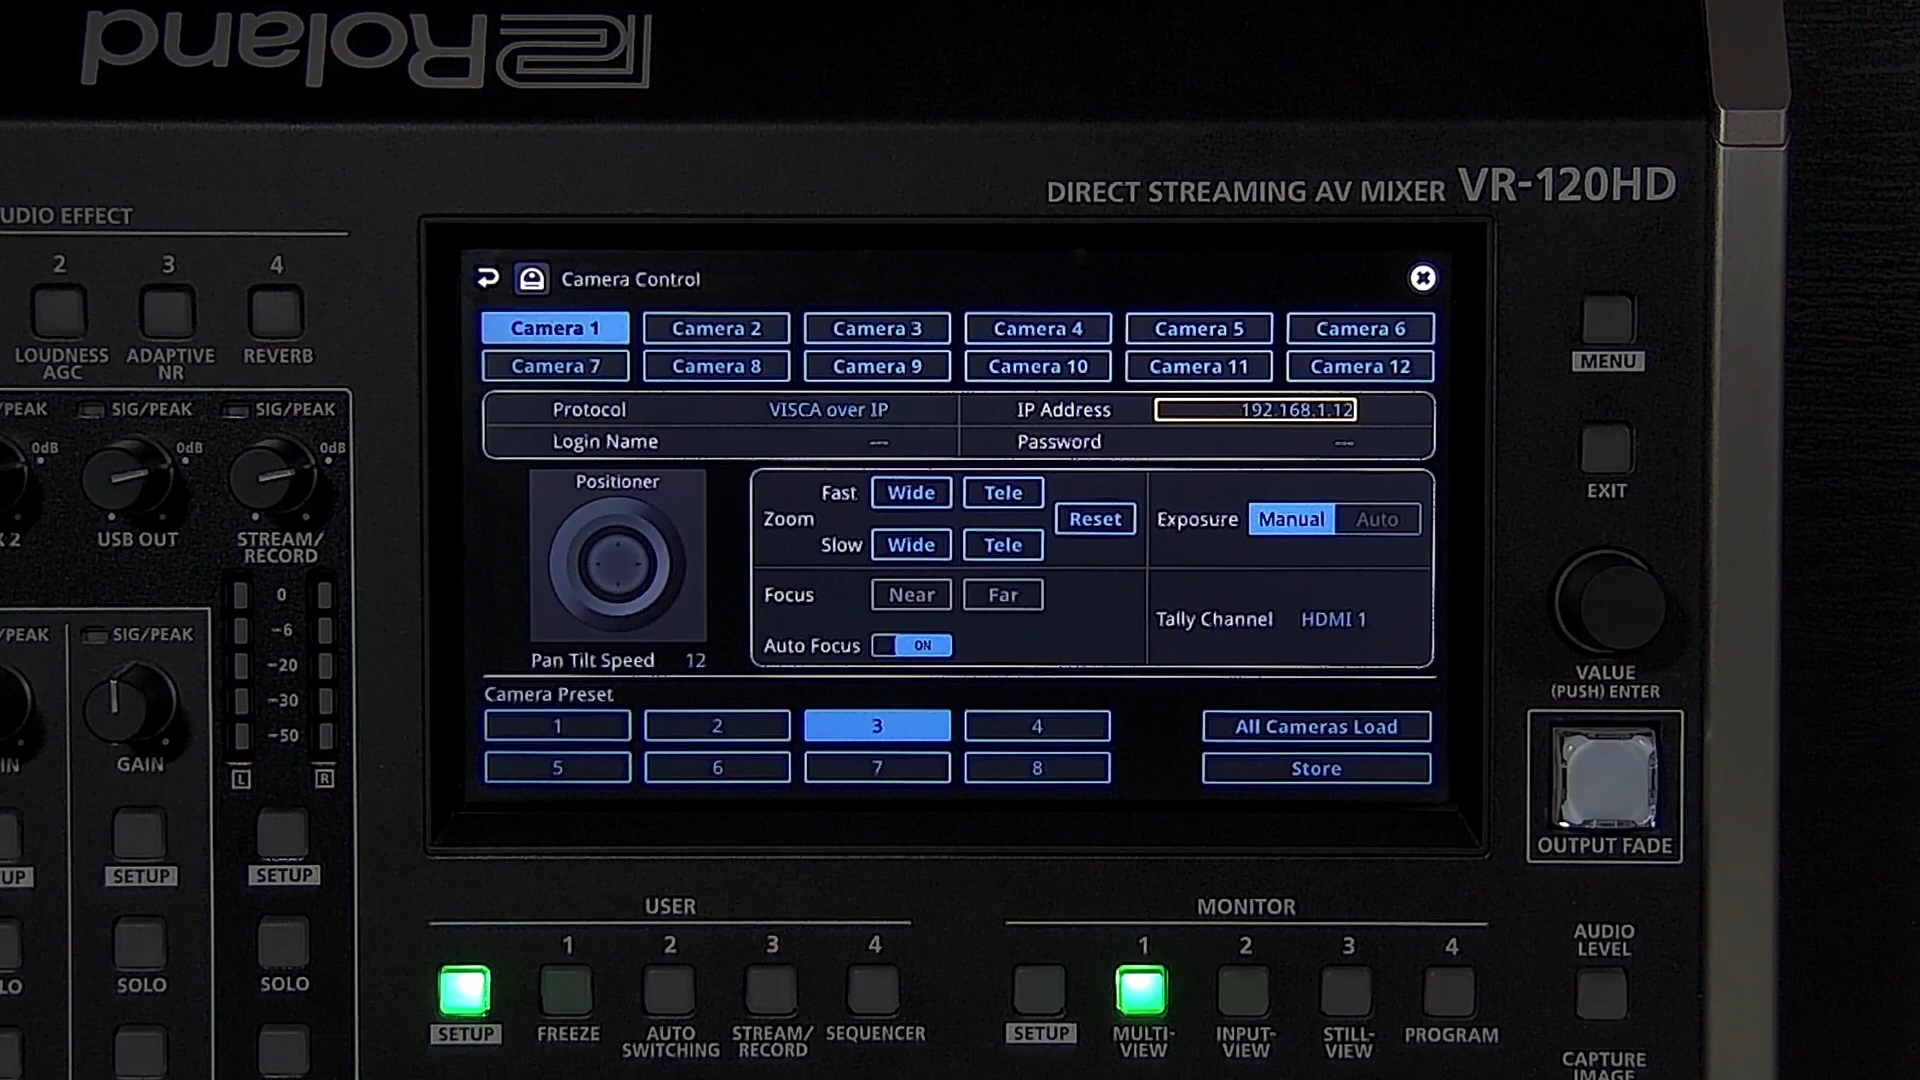 Roland
DIRECT STREAMING AV MIXER VR-120HD
UDIO EFFECT
2 3 4
LOUDNESS AGC ADAPTIVE NR REVERB
/PEAK SIG/PEAK SIG/PEAK
0dB 0dB 0dB
X 2 USB OUT STREAM/ RECORD
Camera Control
Camera 1 Camera 2 Camera 3 Camera 4 Camera 5 Camera 6
Camera 7 Camera 8 Camera 9 Camera 10 Camera 11 Camera 12
Protocol VISCA over IP IP Address 192.168.1.12
Login Name --- Password ---
Positioner
Pan Tilt Speed 12
Fast Wide Tele
Zoom Reset
Slow Wide Tele
Exposure Manual Auto
Focus Near Far
Auto Focus ON
Tally Channel HDMI 1
Camera Preset
1 2 3 4 All Cameras Load
5 6 7 8 Store
MENU
EXIT
VALUE
(PUSH) ENTER
OUTPUT FADE
AUDIO
LEVEL
CAPTURE
IMAGE
0
-6
-20
-30
-50
L R
/PEAK SIG/PEAK
IN GAIN
UP SETUP SETUP
LO SOLO SOLO
USER
1 2 3 4
SETUP FREEZE AUTO SWITCHING STREAM/ RECORD SEQUENCER
MONITOR
1 2 3 4
SETUP MULTI-VIEW INPUT-VIEW STILL-VIEW PROGRAM